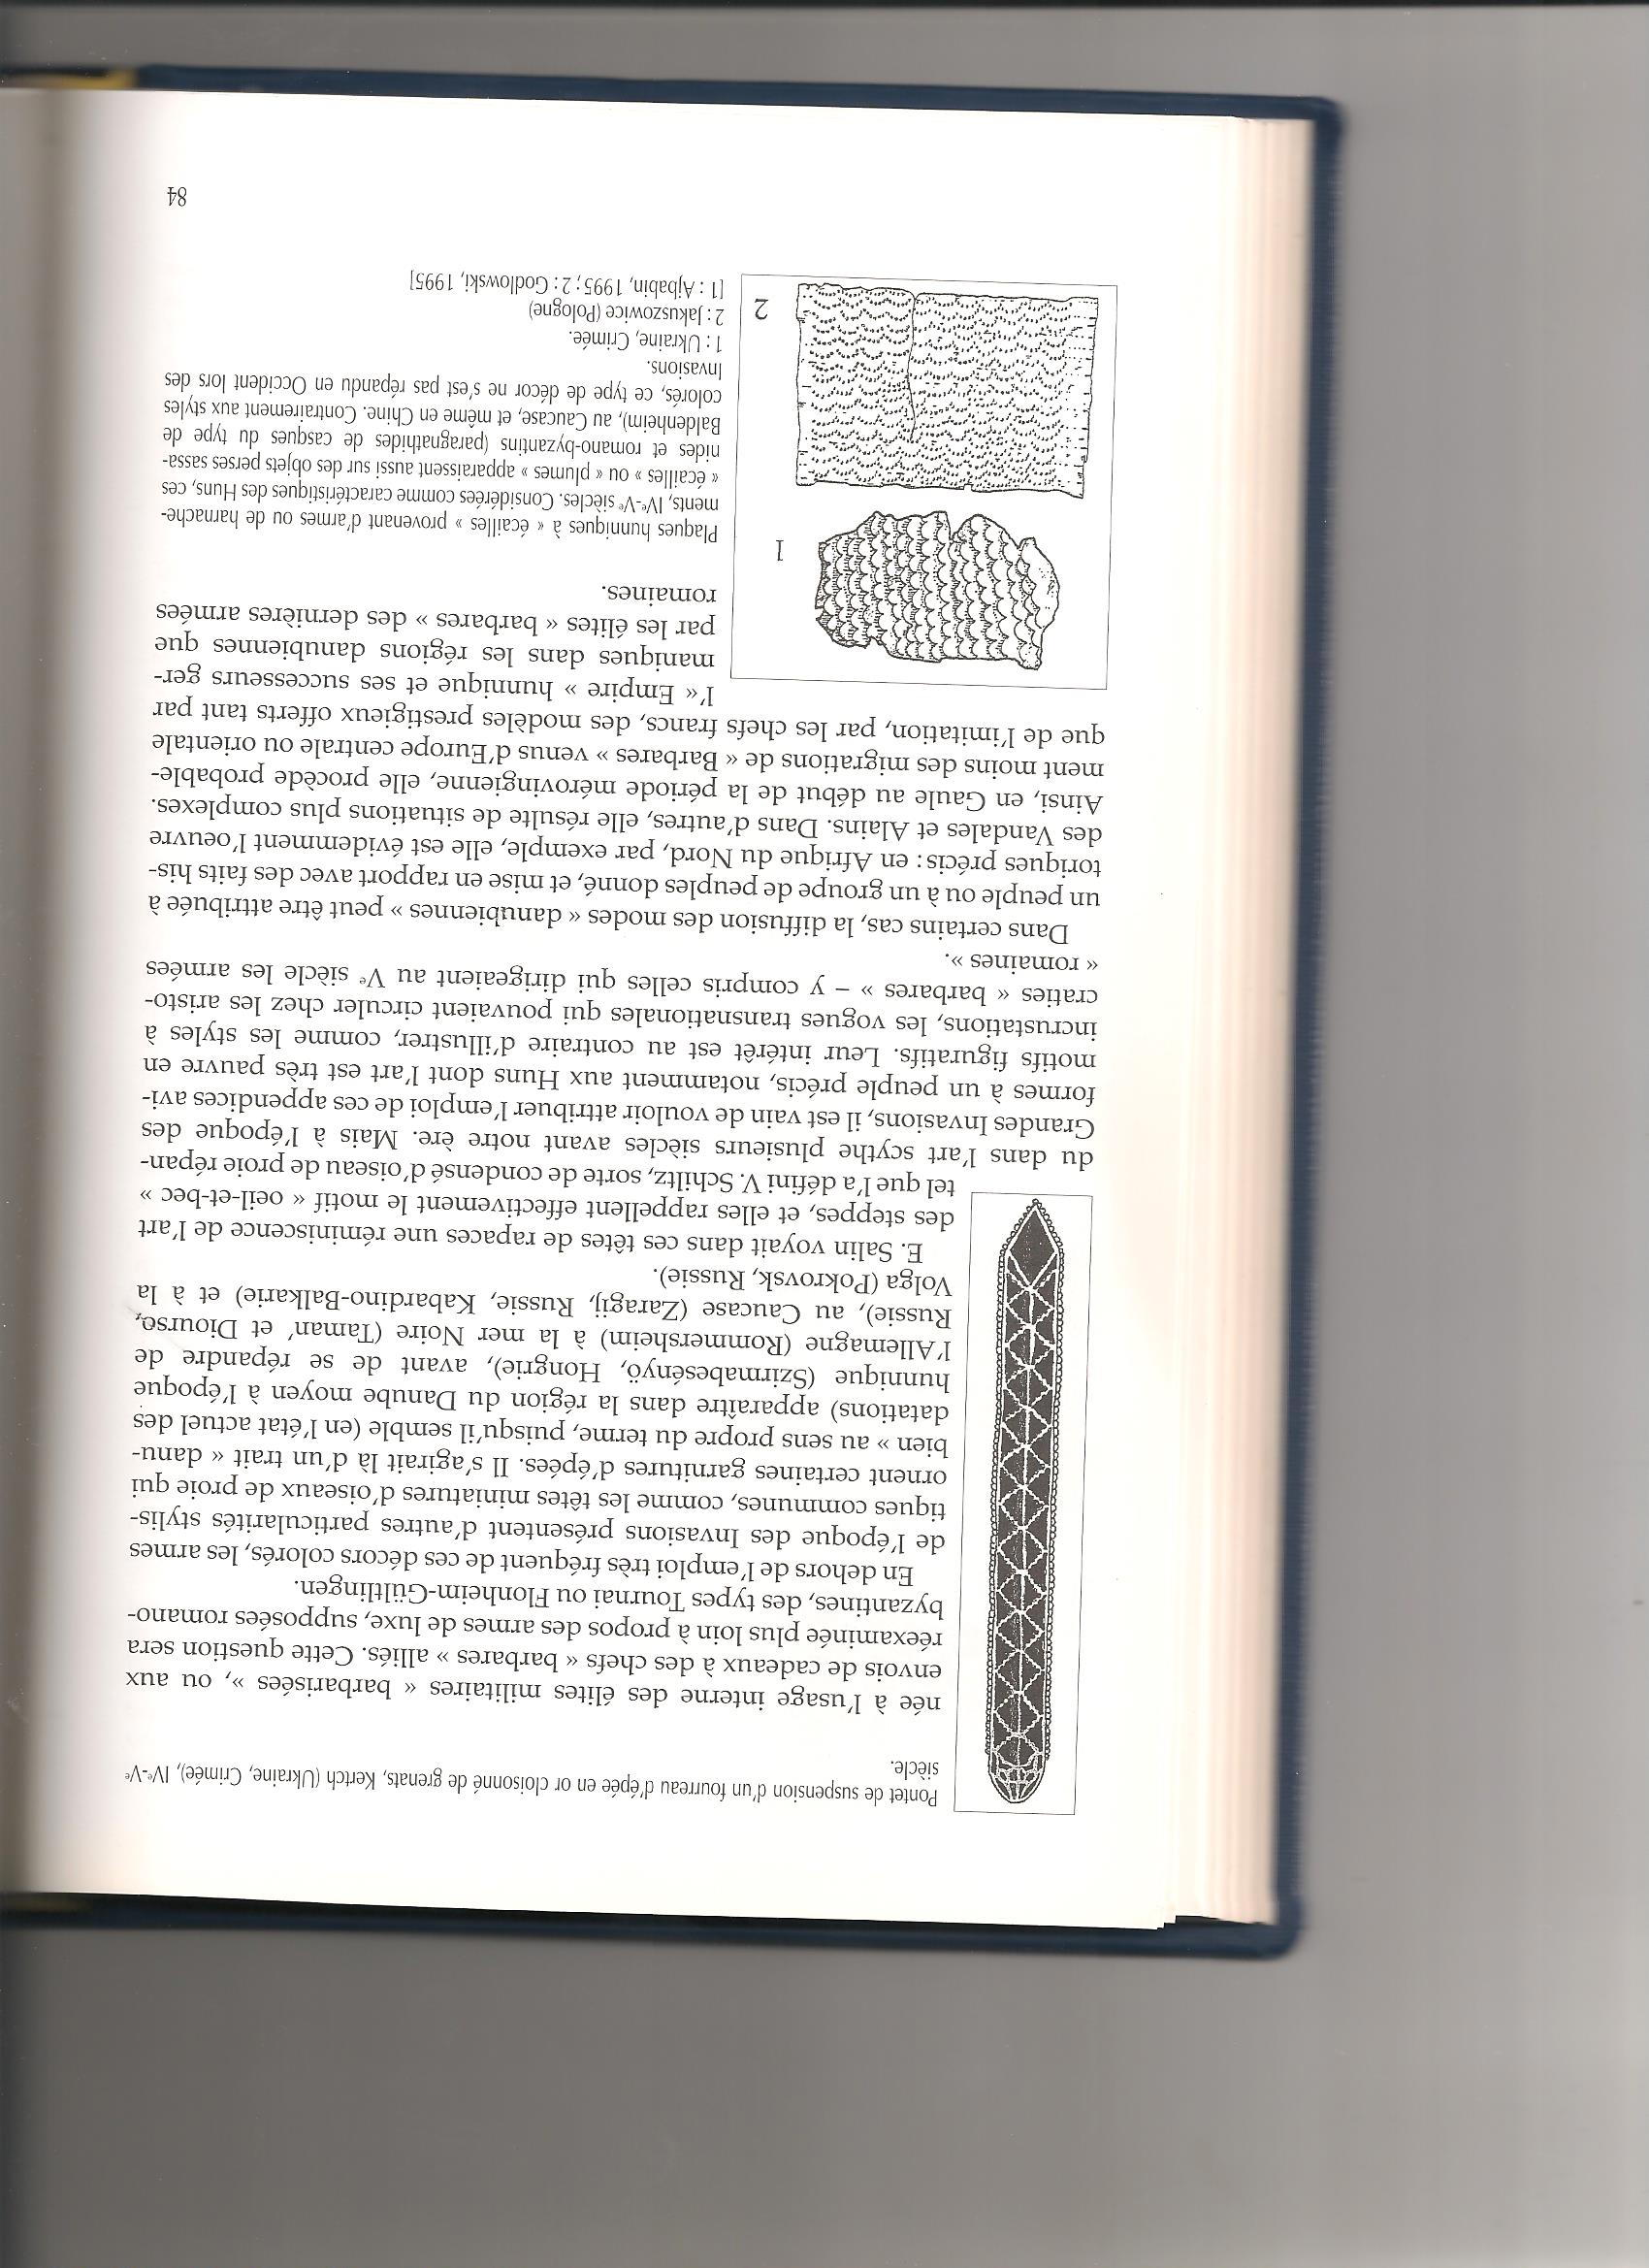 Pontet de suspension d'un fourreau d'épée en or cloisonné de grenats, Kertch (Ukraine, Crimée), IVe-Ve
siècle.
née à l'usage interne des élites militaires « barbarisées », ou aux
envois de cadeaux à des chefs « barbares » alliés. Cette question sera
réexaminée plus loin à propos des armes de luxe, supposées romano-
byzantines, des types Tournai ou Flonheim-Gültlingen.
En dehors de l'emploi très fréquent de ces décors colorés, les armes
de l'époque des Invasions présentent d'autres particularités stylis-
tiques communes, comme les têtes miniatures d'oiseaux de proie qui
ornent certaines garnitures d'épées. Il s'agirait là d'un trait « danu-
bien » au sens propre du terme, puisqu'il semble (en l'état actuel des
datations) apparaître dans la région du Danube moyen à l'époque
hunnique (Szirmabesényö, Hongrie), avant de se répandre de
l'Allemagne (Rommersheim) à la mer Noire (Taman' et Diourso,
Russie), au Caucase (Zaragij, Russie, Kabardino-Balkarie) et à la
Volga (Pokrovsk, Russie).
E. Salin voyait dans ces têtes de rapaces une réminiscence de l'art
des steppes, et elles rappellent effectivement le motif « oeil-et-bec »
tel que l'a défini V. Schiltz, sorte de condensé d'oiseau de proie répan-
du dans l'art scythe plusieurs siècles avant notre ère. Mais à l'époque des
Grandes Invasions, il est vain de vouloir attribuer l'emploi de ces appendices avi-
formes à un peuple précis, notamment aux Huns dont l'art est très pauvre en
motifs figuratifs. Leur intérêt est au contraire d'illustrer, comme les styles à
incrustations, les vogues transnationales qui pouvaient circuler chez les aristo-
craties « barbares » – y compris celles qui dirigeaient au Ve siècle les armées
« romaines ».
Dans certains cas, la diffusion des modes « danubiennes » peut être attribuée à
un peuple ou à un groupe de peuples donné, et mise en rapport avec des faits his-
toriques précis : en Afrique du Nord, par exemple, elle est évidemment l'oeuvre
des Vandales et Alains. Dans d'autres, elle résulte de situations plus complexes.
Ainsi, en Gaule au début de la période mérovingienne, elle procède probable-
ment moins des migrations de « Barbares » venus d'Europe centrale ou orientale
que de l'imitation, par les chefs francs, des modèles prestigieux offerts tant par
l'« Empire » hunnique et ses successeurs ger-
maniques dans les régions danubiennes que
par les élites « barbares » des dernières armées
romaines.
1
2
Plaques hunniques à « écailles » provenant d'armes ou de harnache-
ments, IVe-Ve siècles. Considérées comme caractéristiques des Huns, ces
« écailles » ou « plumes » apparaissent aussi sur des objets perses sassa-
nides et romano-byzantins (paragnathides de casques du type de
Baldenheim), au Caucase, et même en Chine. Contrairement aux styles
colorés, ce type de décor ne s'est pas répandu en Occident lors des
Invasions.
1 : Ukraine, Crimée.
2 : Jakuszowice (Pologne)
[1 : Ajbabin, 1995 ; 2 : Godlowski, 1995]
84